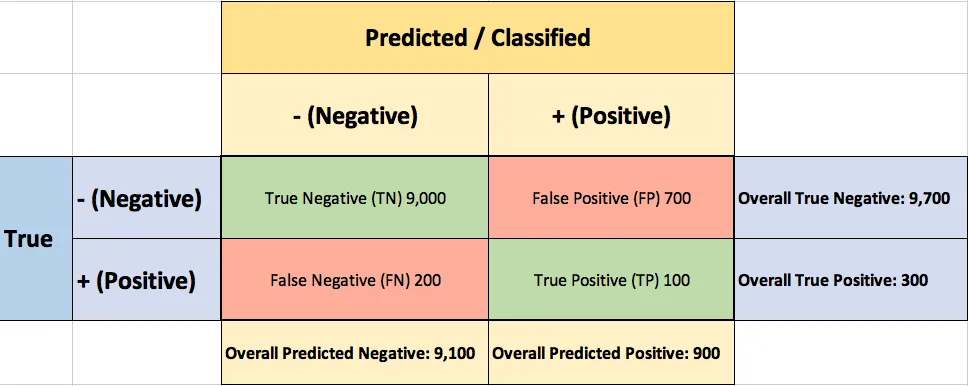 Predicted / Classified
- (Negative) + (Positive)
True
- (Negative) True Negative (TN) 9,000 False Positive (FP) 700 Overall True Negative: 9,700
+ (Positive) False Negative (FN) 200 True Positive (TP) 100 Overall True Positive: 300
Overall Predicted Negative: 9,100 Overall Predicted Positive: 900